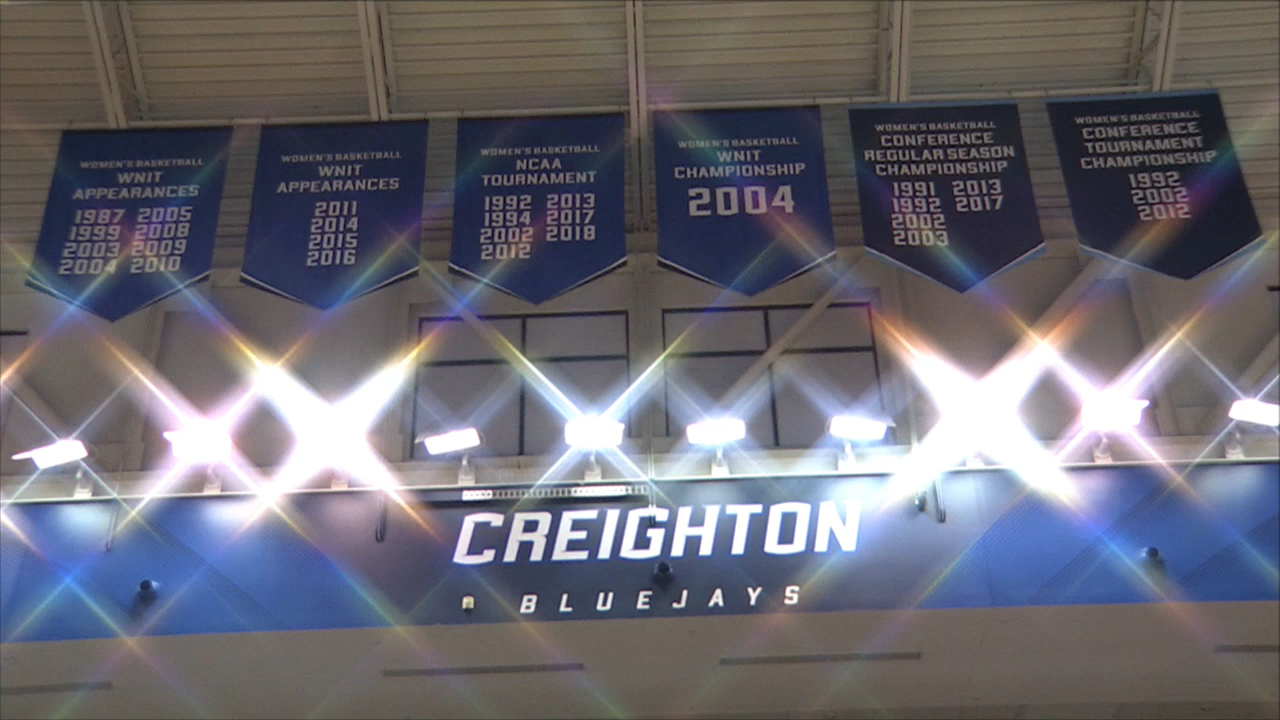 WOMEN'S BASKETBALL
WNIT
APPEARANCES
1987 2005
1999 2008
2003 2009
2004 2010
WOMEN'S BASKETBALL
WNIT
APPEARANCES
2011
2014
2015
2016
WOMEN'S BASKETBALL
NCAA
TOURNAMENT
1992 2013
1994 2017
2002 2018
2012
WOMEN'S BASKETBALL
WNIT
CHAMPIONSHIP
2004
WOMEN'S BASKETBALL
CONFERENCE
REGULAR SEASON
CHAMPIONSHIP
1991 2013
1992 2017
2002
2003
WOMEN'S BASKETBALL
CONFERENCE
TOURNAMENT
CHAMPIONSHIP
1992
2002
2012
CREIGHTON
BLUEJAYS